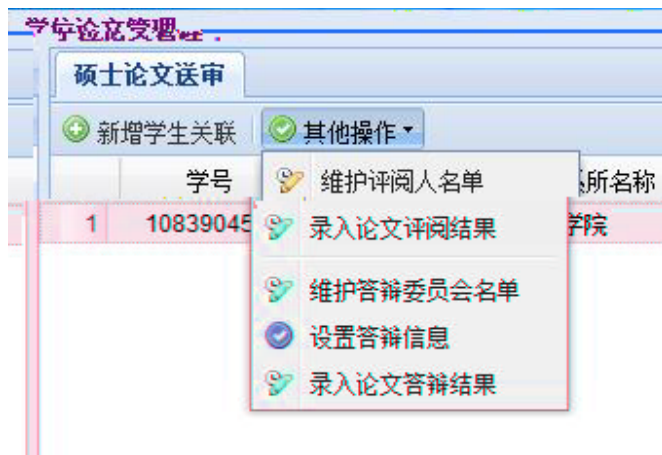 学位论文管理
硕士论文送审
新增学生关联 其他操作
学号 所名称
1 10839045 学院
维护评阅人名单
录入论文评阅结果
维护答辩委员会名单
设置答辩信息
录入论文答辩结果